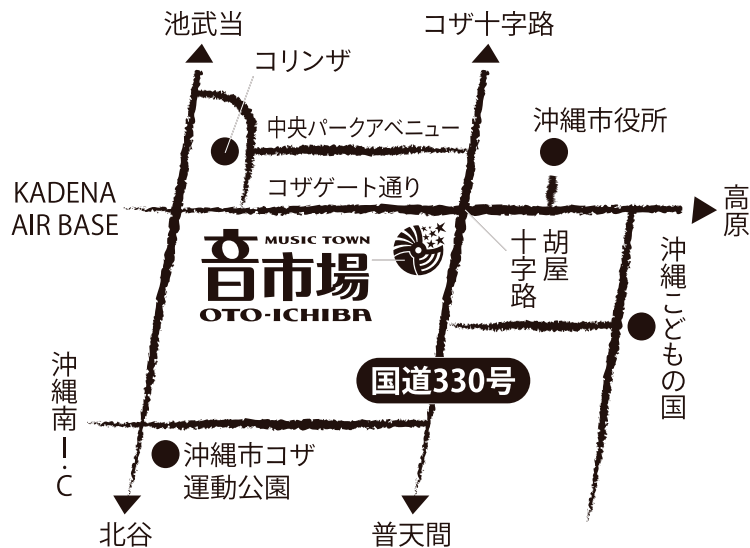 池武当
コザ十字路
コリンザ
中央パークアベニュー
沖縄市役所
KADENA
AIR BASE
コザゲート通り
高原
音市場
MUSIC TOWN
OTO-ICHIBA
胡屋
十字路
沖縄こどもの国
国道330号
沖縄南I.C
沖縄市コザ
運動公園
北谷
普天間